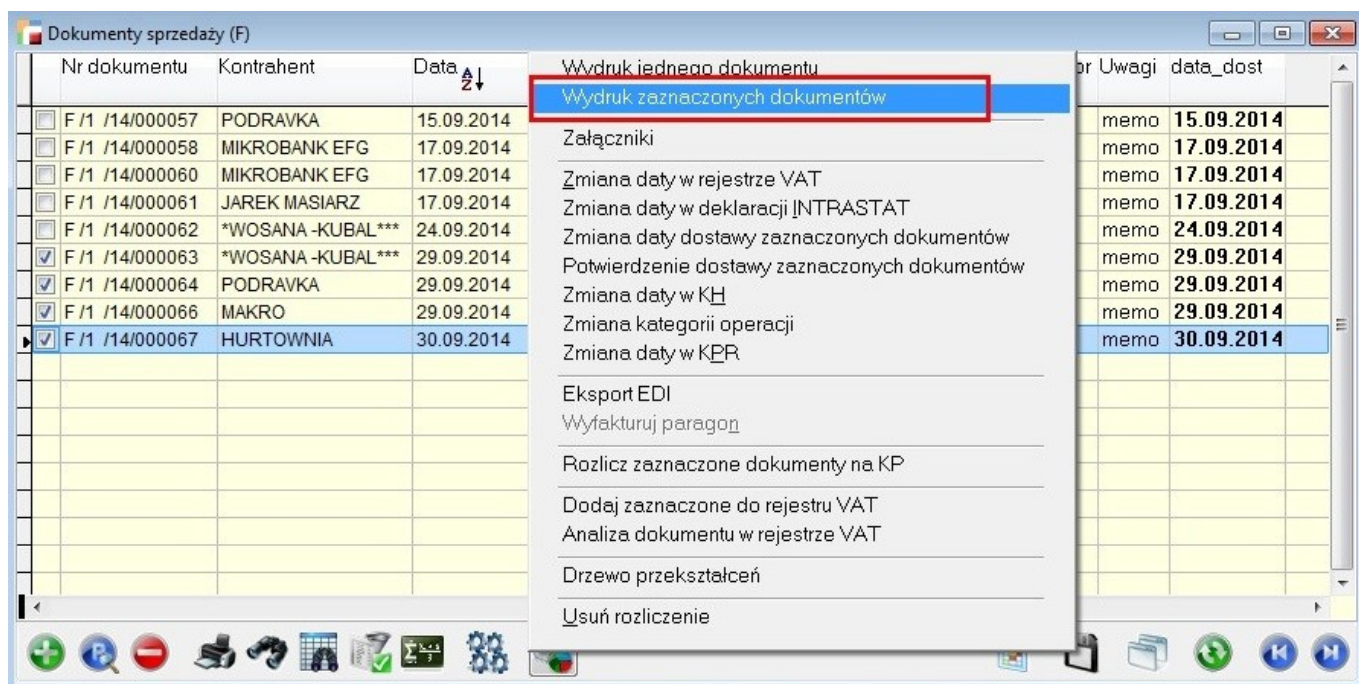 Dokumenty sprzedaży (F)
Nr dokumentu Kontrahent Data AZ or Uwagi data_dost
F /1 /14/000057 PODRAVKA 15.09.2014 memo 15.09.2014
F /1 /14/000058 MIKROBANK EFG 17.09.2014 memo 17.09.2014
F /1 /14/000060 MIKROBANK EFG 17.09.2014 memo 17.09.2014
F /1 /14/000061 JAREK MASIARZ 17.09.2014 memo 17.09.2014
F /1 /14/000062 *WOSANA -KUBAL*** 24.09.2014 memo 24.09.2014
F /1 /14/000063 *WOSANA -KUBAL*** 29.09.2014 memo 29.09.2014
F /1 /14/000064 PODRAVKA 29.09.2014 memo 29.09.2014
F /1 /14/000066 MAKRO 29.09.2014 memo 29.09.2014
F /1 /14/000067 HURTOWNIA 30.09.2014 memo 30.09.2014
Wydruk jednego dokumentu
Wydruk zaznaczonych dokumentów
Załączniki
Zmiana daty w rejestrze VAT
Zmiana daty w deklaracji INTRASTAT
Zmiana daty dostawy zaznaczonych dokumentów
Potwierdzenie dostawy zaznaczonych dokumentów
Zmiana daty w KH
Zmiana kategorii operacji
Zmiana daty w KPR
Eksport EDI
Wyfakturuj paragon
Rozlicz zaznaczone dokumenty na KP
Dodaj zaznaczone do rejestru VAT
Analiza dokumentu w rejestrze VAT
Drzewo przekształceń
Usuń rozliczenie